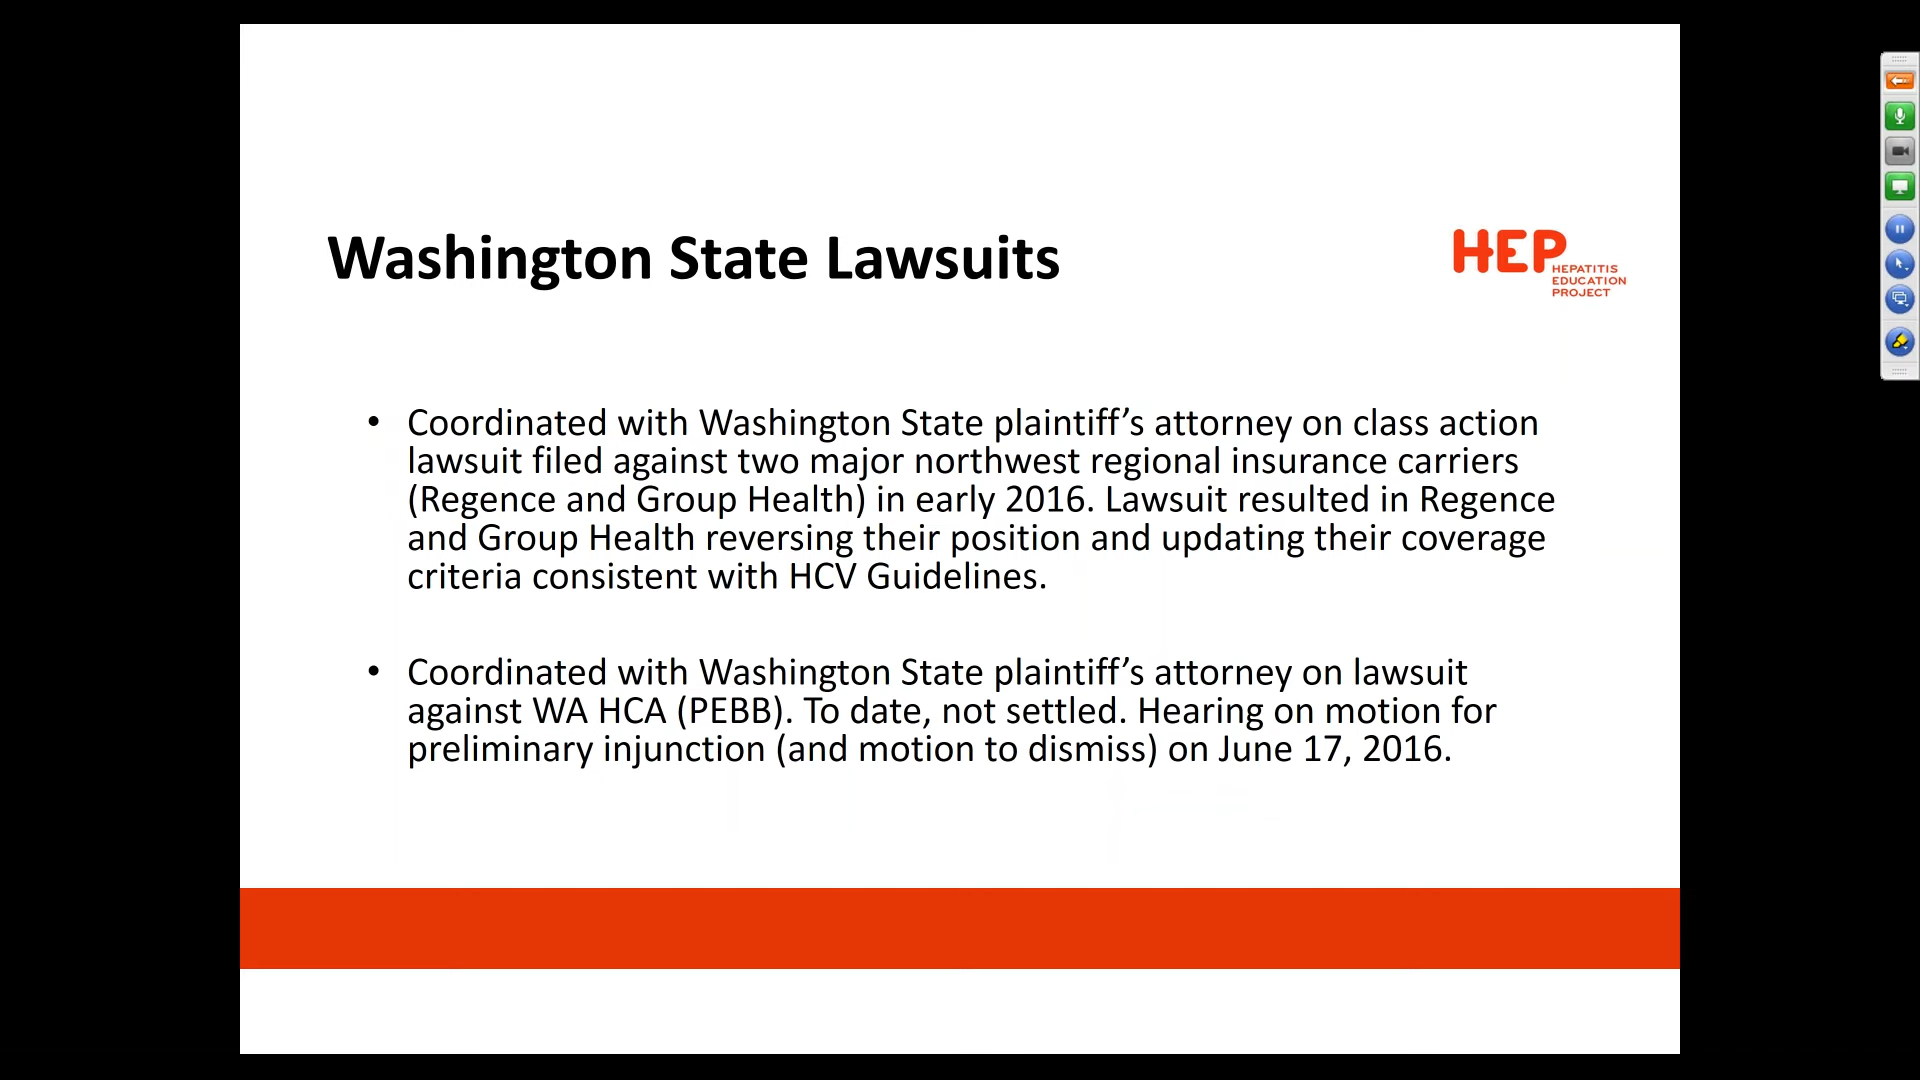 Washington State Lawsuits
HEP
HEPATITIS
EDUCATION
PROJECT
• Coordinated with Washington State plaintiff’s attorney on class action
lawsuit filed against two major northwest regional insurance carriers
(Regence and Group Health) in early 2016. Lawsuit resulted in Regence
and Group Health reversing their position and updating their coverage
criteria consistent with HCV Guidelines.
• Coordinated with Washington State plaintiff’s attorney on lawsuit
against WA HCA (PEBB). To date, not settled. Hearing on motion for
preliminary injunction (and motion to dismiss) on June 17, 2016.